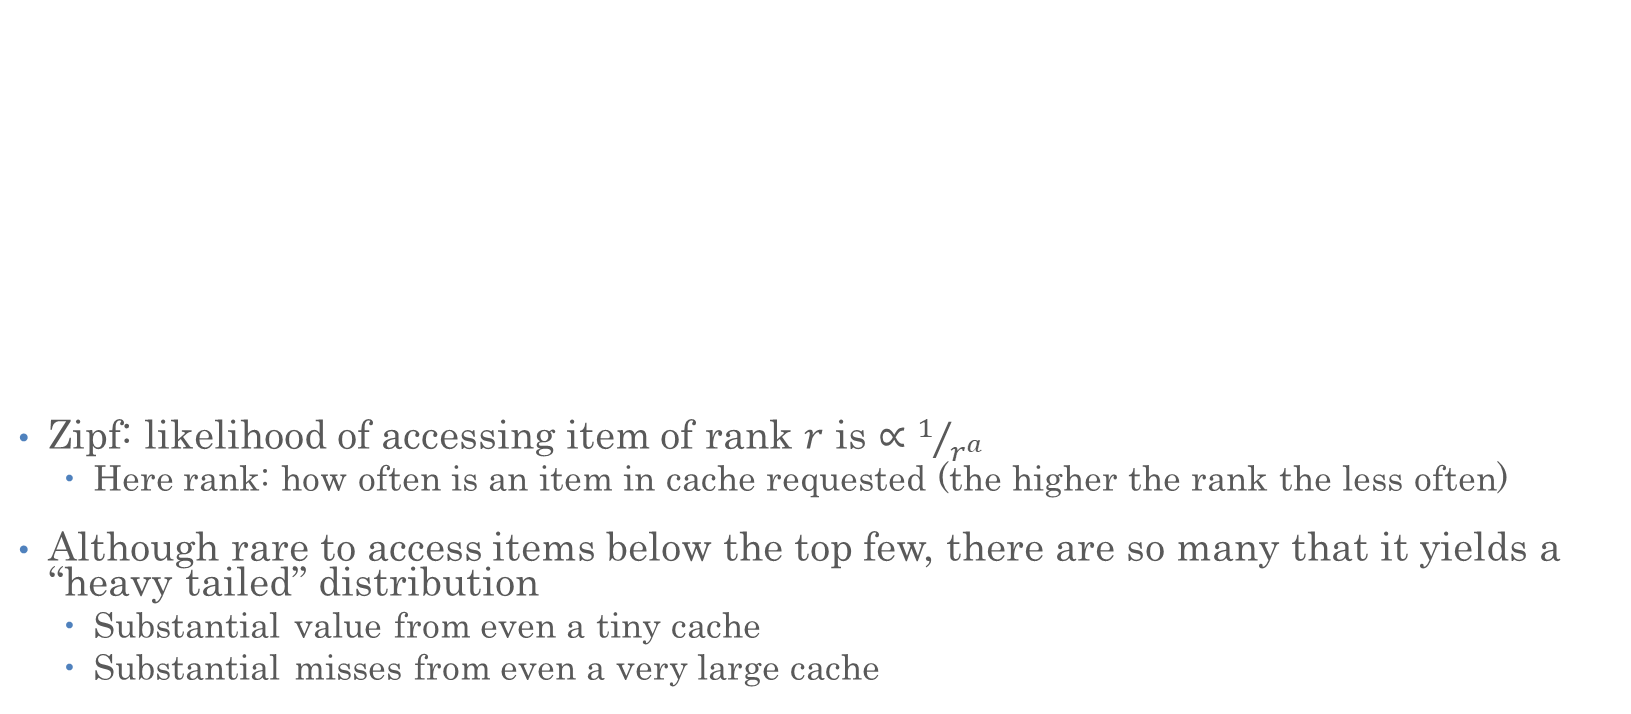 • Zipf: likelihood of accessing item of rank r is ∝ 1/rᵃ
• Here rank: how often is an item in cache requested (the higher the rank the less often)
• Although rare to access items below the top few, there are so many that it yields a
“heavy tailed” distribution
• Substantial value from even a tiny cache
• Substantial misses from even a very large cache